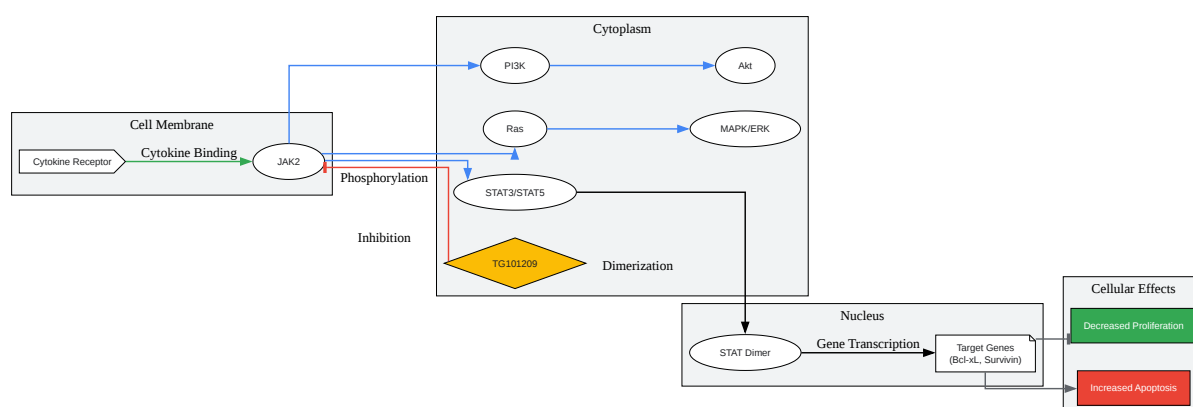 Cytoplasm
PI3K
Akt
Cell Membrane
Ras
MAPK/ERK
Cytokine Receptor
Cytokine Binding
JAK2
Phosphorylation
STAT3/STAT5
Inhibition
TG101209
Dimerization
Cellular Effects
Nucleus
Decreased Proliferation
STAT Dimer
Gene Transcription
Target Genes
(Bcl-xL, Survivin)
Increased Apoptosis